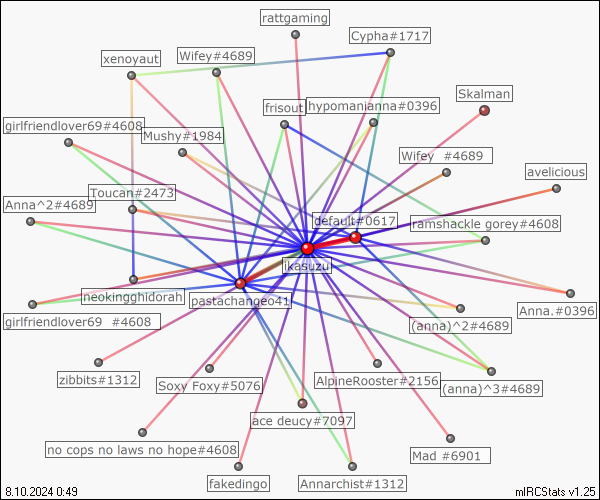 rattgaming
Cypha#1717
Wifey#4689
xenoyaut
Skalman
hypomanianna#0396
frisout
girlfriendlover69#4608
Mushy#1984
Wifey  #4689
avelicious
Toucan#2473
Anna^2#4689
default#0617
ramshackle gorey#4608
ikasuzu
neokingghidorah
pastachangeo41
Anna.#0396
girlfriendlover69  #4608
(anna)^2#4689
zibbits#1312
Soxy Foxy#5076
AlpineRooster#2156
(anna)^3#4689
ace deucy#7097
no cops no laws no hope#4608
Mad  #6901
fakedingo
Annarchist#1312
8.10.2024 0:49
mIRCStats v1.25